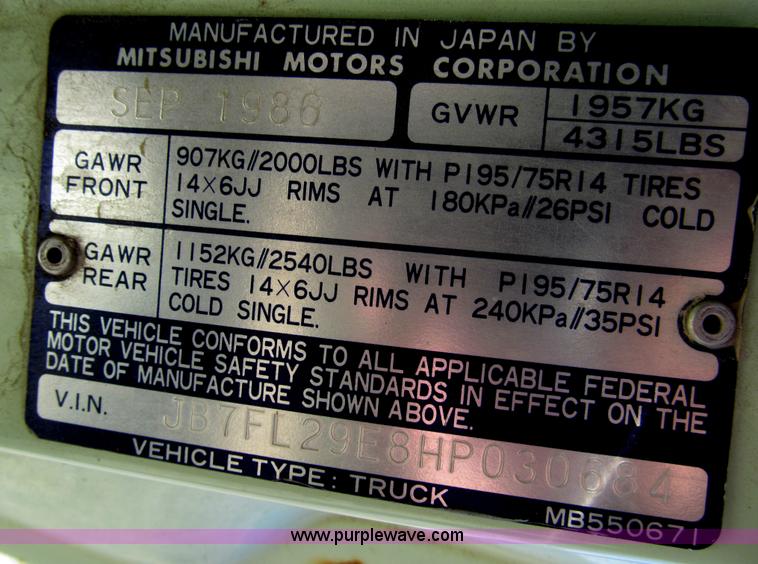 MANUFACTURED IN JAPAN BY
MITSUBISHI MOTORS CORPORATION
SEP 1986
GVWR 1957KG
4315LBS
GAWR FRONT
907KG//2000LBS WITH P195/75R14 TIRES
14×6JJ RIMS AT 180KPa//26PSI COLD
SINGLE.
GAWR REAR
1152KG//2540LBS WITH P195/75R14
TIRES 14×6JJ RIMS AT 240KPa//35PSI
COLD SINGLE.
THIS VEHICLE CONFORMS TO ALL APPLICABLE FEDERAL
MOTOR VEHICLE SAFETY STANDARDS IN EFFECT ON THE
DATE OF MANUFACTURE SHOWN ABOVE.
V.I.N. JB7FL29E8HP030684
VEHICLE TYPE: TRUCK
MB550671
www.purplewave.com